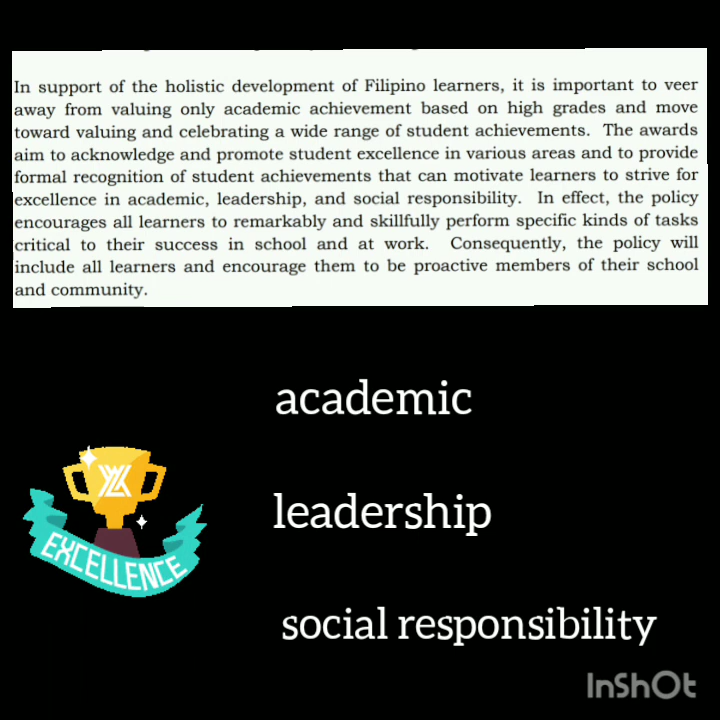 In support of the holistic development of Filipino learners, it is important to veer
away from valuing only academic achievement based on high grades and move
toward valuing and celebrating a wide range of student achievements. The awards
aim to acknowledge and promote student excellence in various areas and to provide
formal recognition of student achievements that can motivate learners to strive for
excellence in academic, leadership, and social responsibility. In effect, the policy
encourages all learners to remarkably and skillfully perform specific kinds of tasks
critical to their success in school and at work. Consequently, the policy will
include all learners and encourage them to be proactive members of their school
and community.
academic
leadership
EXCELLENCE
social responsibility
InShOt